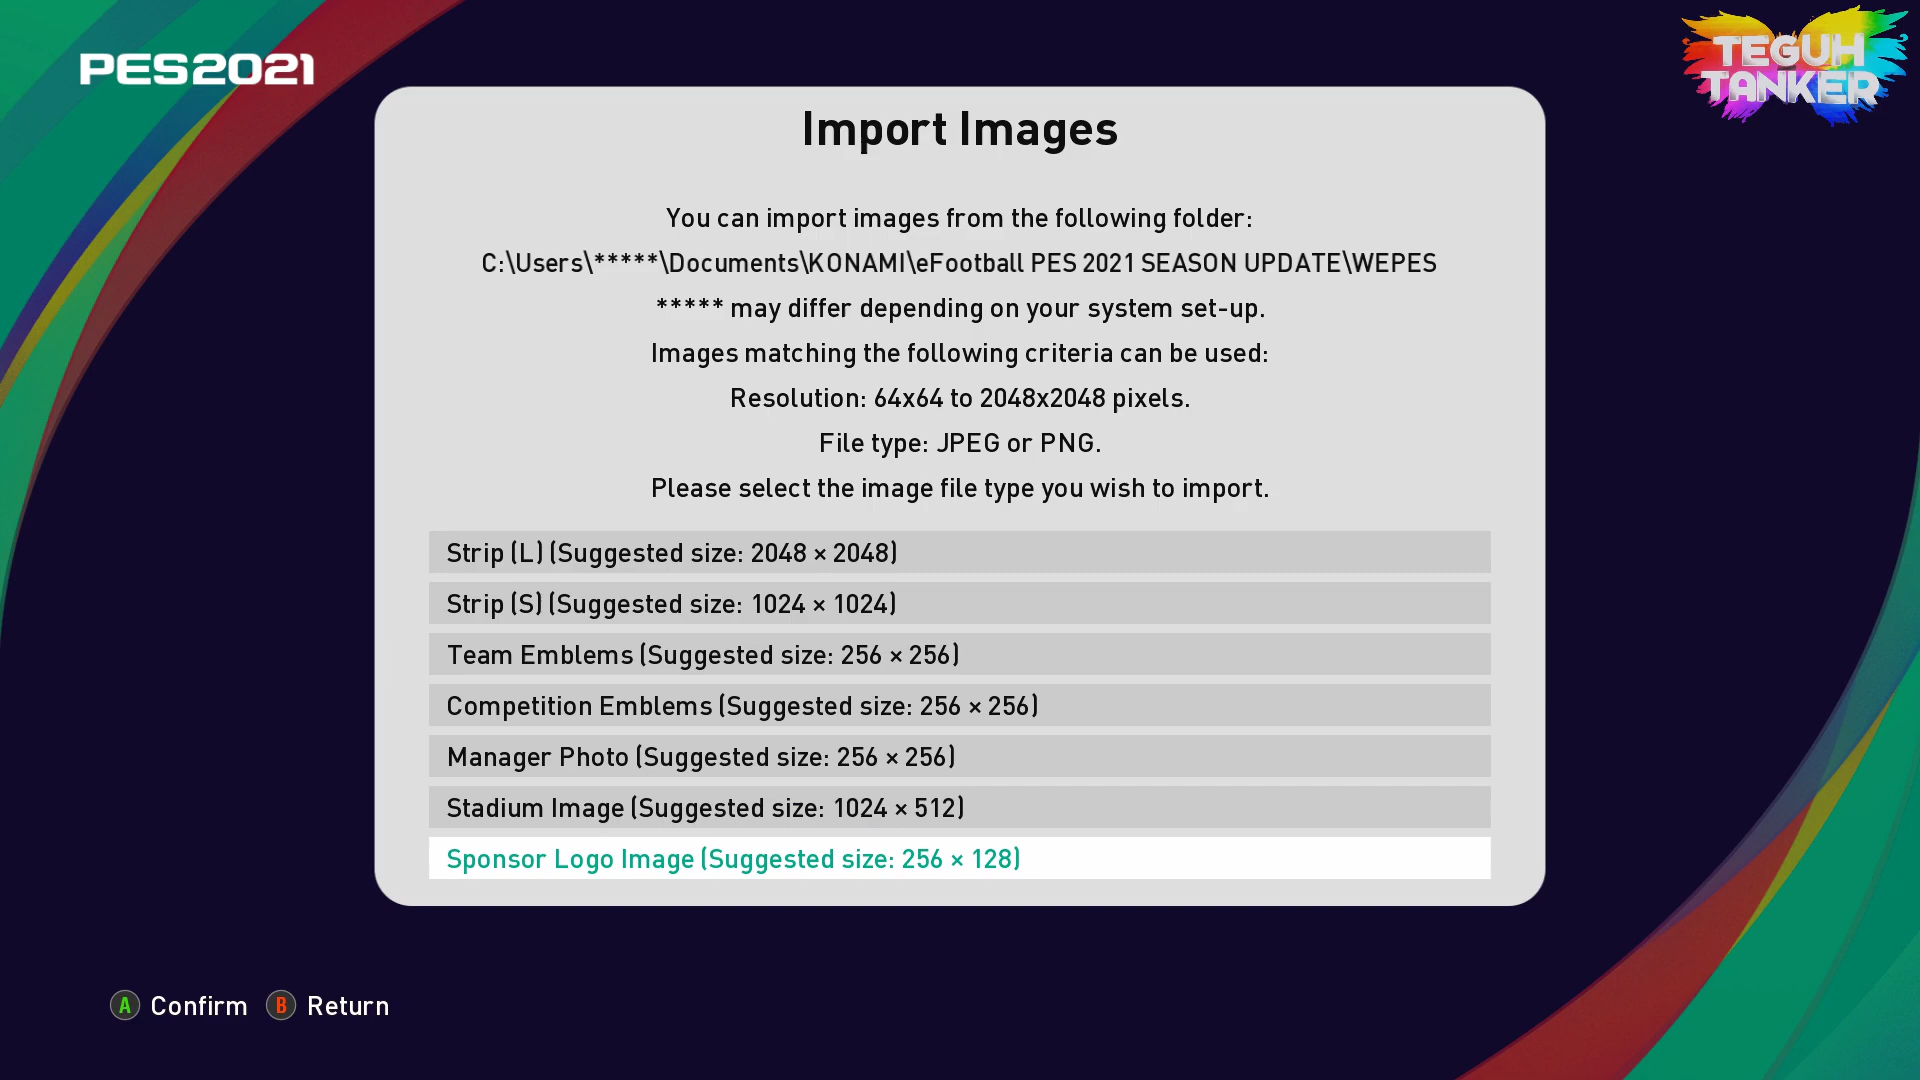 PES2021
TEGUH
TANKER
Import Images
You can import images from the following folder:
C:\Users\*****\Documents\KONAMI\eFootball PES 2021 SEASON UPDATE\WEPES
***** may differ depending on your system set-up.
Images matching the following criteria can be used:
Resolution: 64x64 to 2048x2048 pixels.
File type: JPEG or PNG.
Please select the image file type you wish to import.
Strip (L) (Suggested size: 2048 × 2048)
Strip (S) (Suggested size: 1024 × 1024)
Team Emblems (Suggested size: 256 × 256)
Competition Emblems (Suggested size: 256 × 256)
Manager Photo (Suggested size: 256 × 256)
Stadium Image (Suggested size: 1024 × 512)
Sponsor Logo Image (Suggested size: 256 × 128)
A Confirm B Return